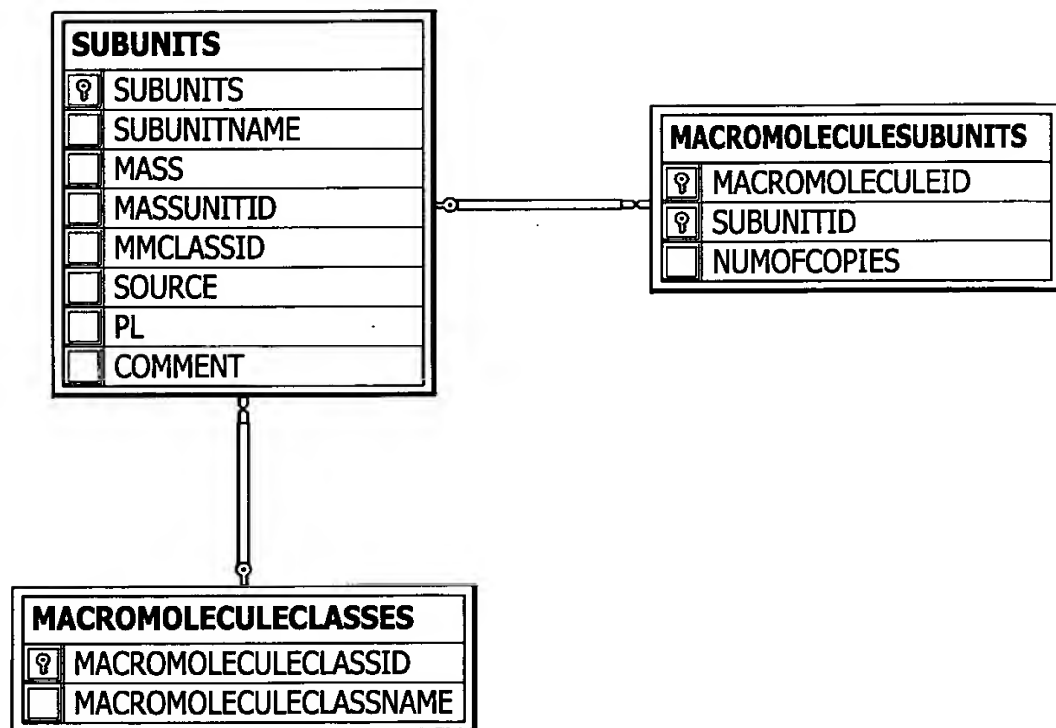 SUBUNITS
SUBUNITS
SUBUNITNAME
MASS
MASSUNITID
MMCLASSID
SOURCE
PL
COMMENT
MACROMOLECULESUBUNITS
MACROMOLECULEID
SUBUNITID
NUMOFCOPIES
MACROMOLECULECLASSES
MACROMOLECULECLASSID
MACROMOLECULECLASSNAME